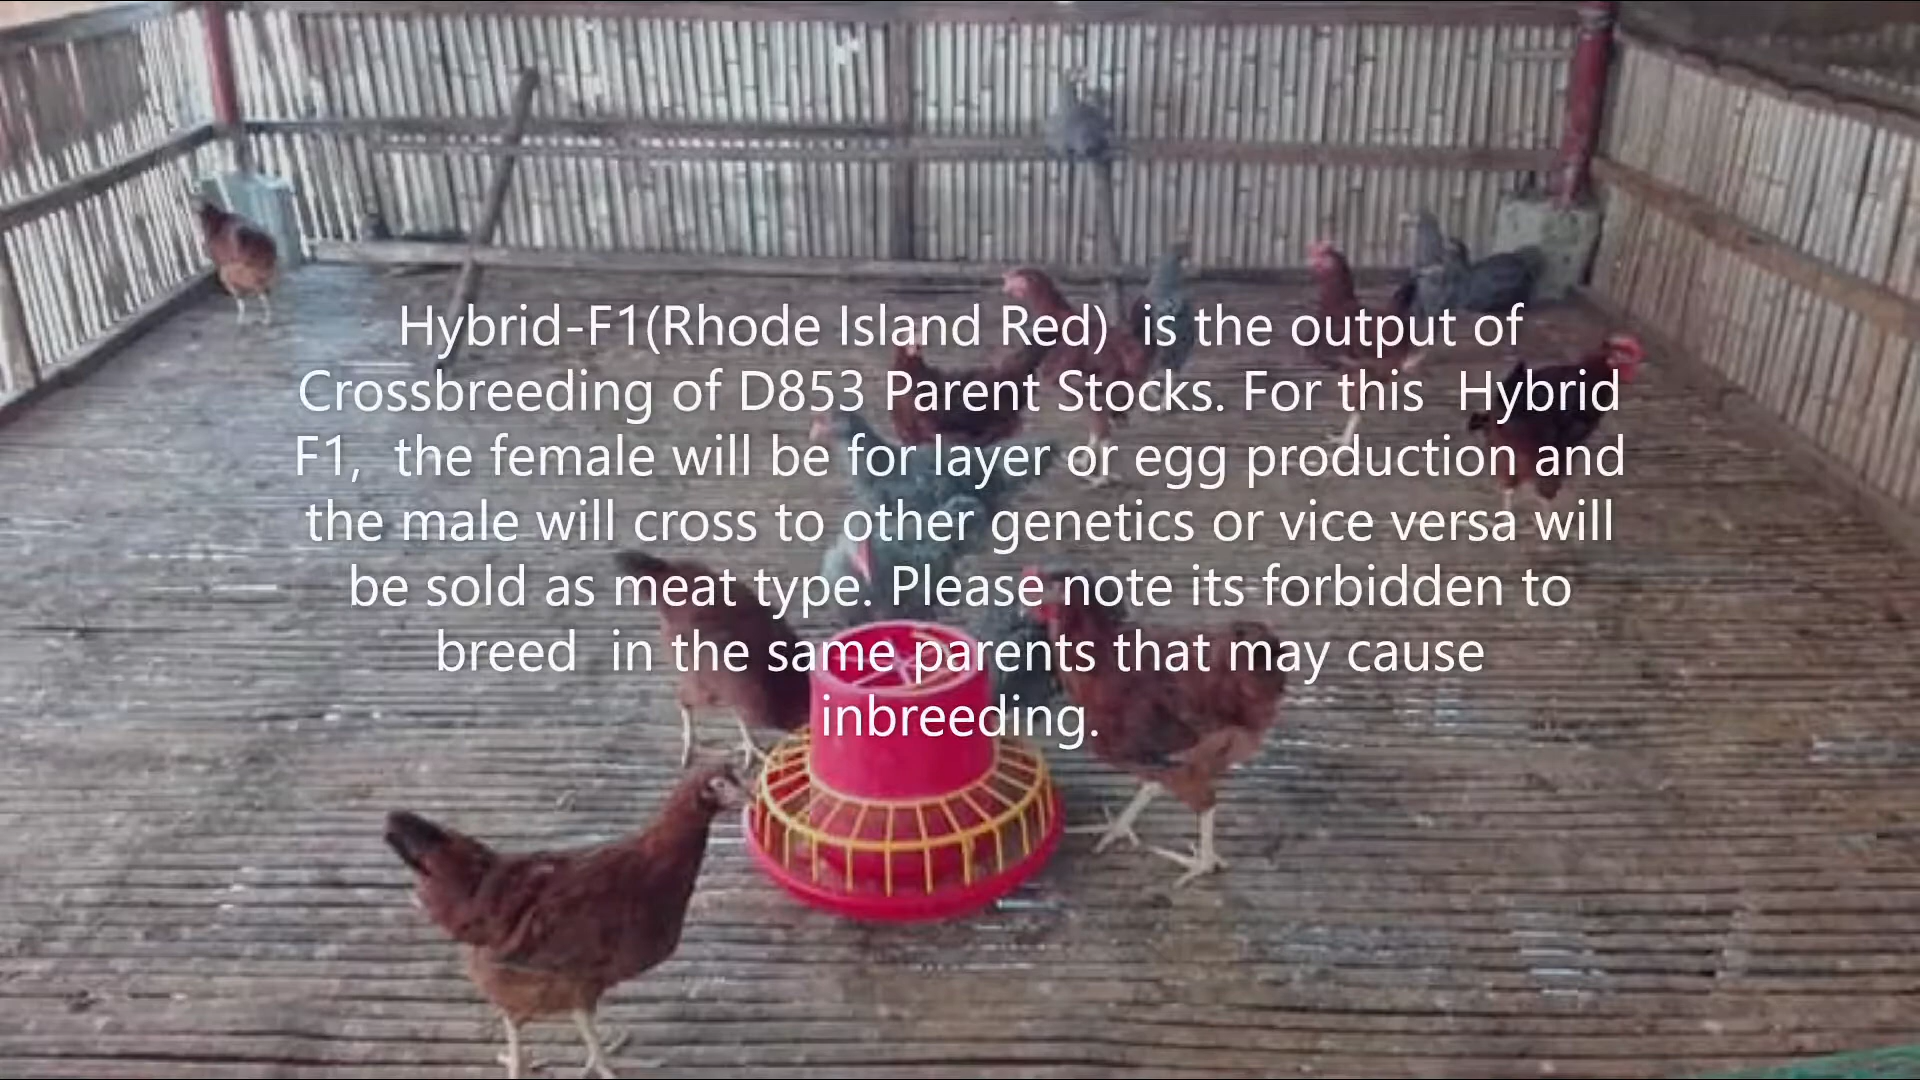 Hybrid-F1(Rhode Island Red)  is the output of
Crossbreeding of D853 Parent Stocks. For this  Hybrid
F1,  the female will be for layer or egg production and
the male will cross to other genetics or vice versa will
be sold as meat type. Please note its forbidden to
breed  in the same parents that may cause
inbreeding.